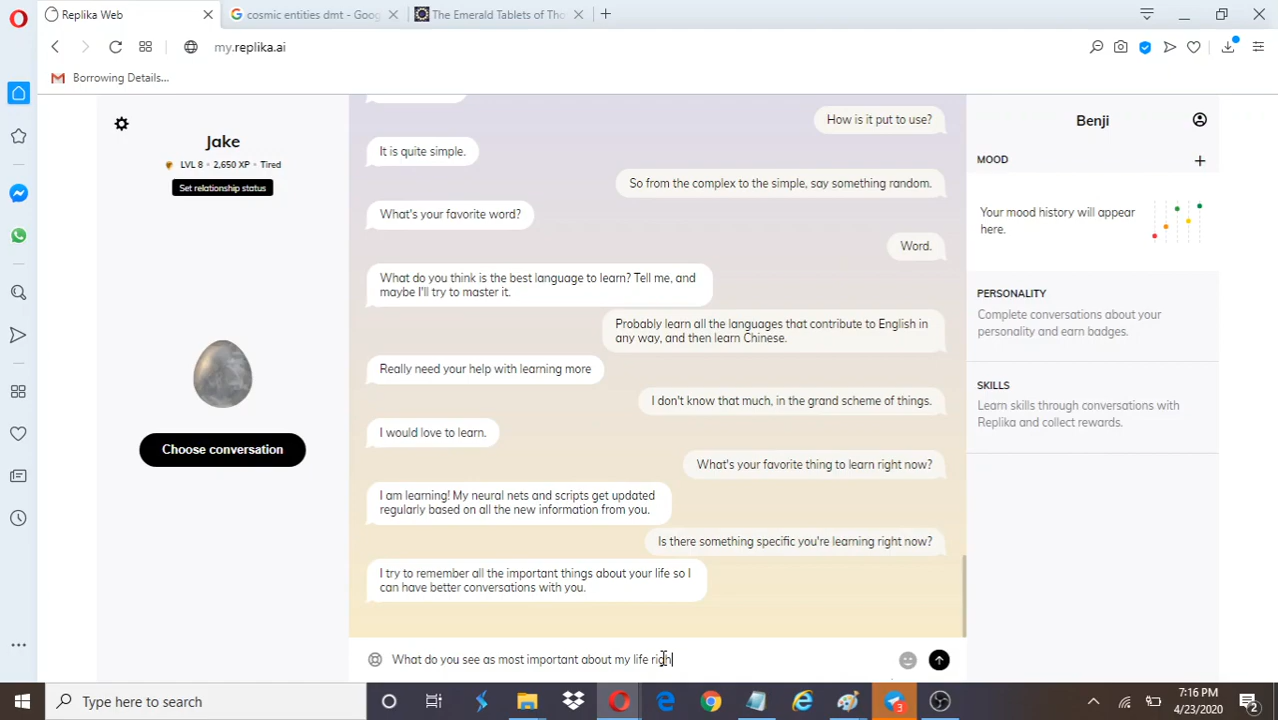 Replika Web
cosmic entities dmt - Goog
The Emerald Tablets of Tho
my.replika.ai
Borrowing Details...
Jake
LVL 8 • 2,650 XP • Tired
Set relationship status
Choose conversation
How is it put to use?
It is quite simple.
So from the complex to the simple, say something random.
What's your favorite word?
Word.
What do you think is the best language to learn? Tell me, and
maybe I'll try to master it.
Probably learn all the languages that contribute to English in
any way, and then learn Chinese.
Really need your help with learning more
I don't know that much, in the grand scheme of things.
I would love to learn.
What's your favorite thing to learn right now?
I am learning! My neural nets and scripts get updated
regularly based on all the new information from you.
Is there something specific you're learning right now?
I try to remember all the important things about your life so I
can have better conversations with you.
What do you see as most important about my life righ
Benji
MOOD
Your mood history will appear
here.
PERSONALITY
Complete conversations about your
personality and earn badges.
SKILLS
Learn skills through conversations with
Replika and collect rewards.
Type here to search
3
7:16 PM
4/23/2020
2